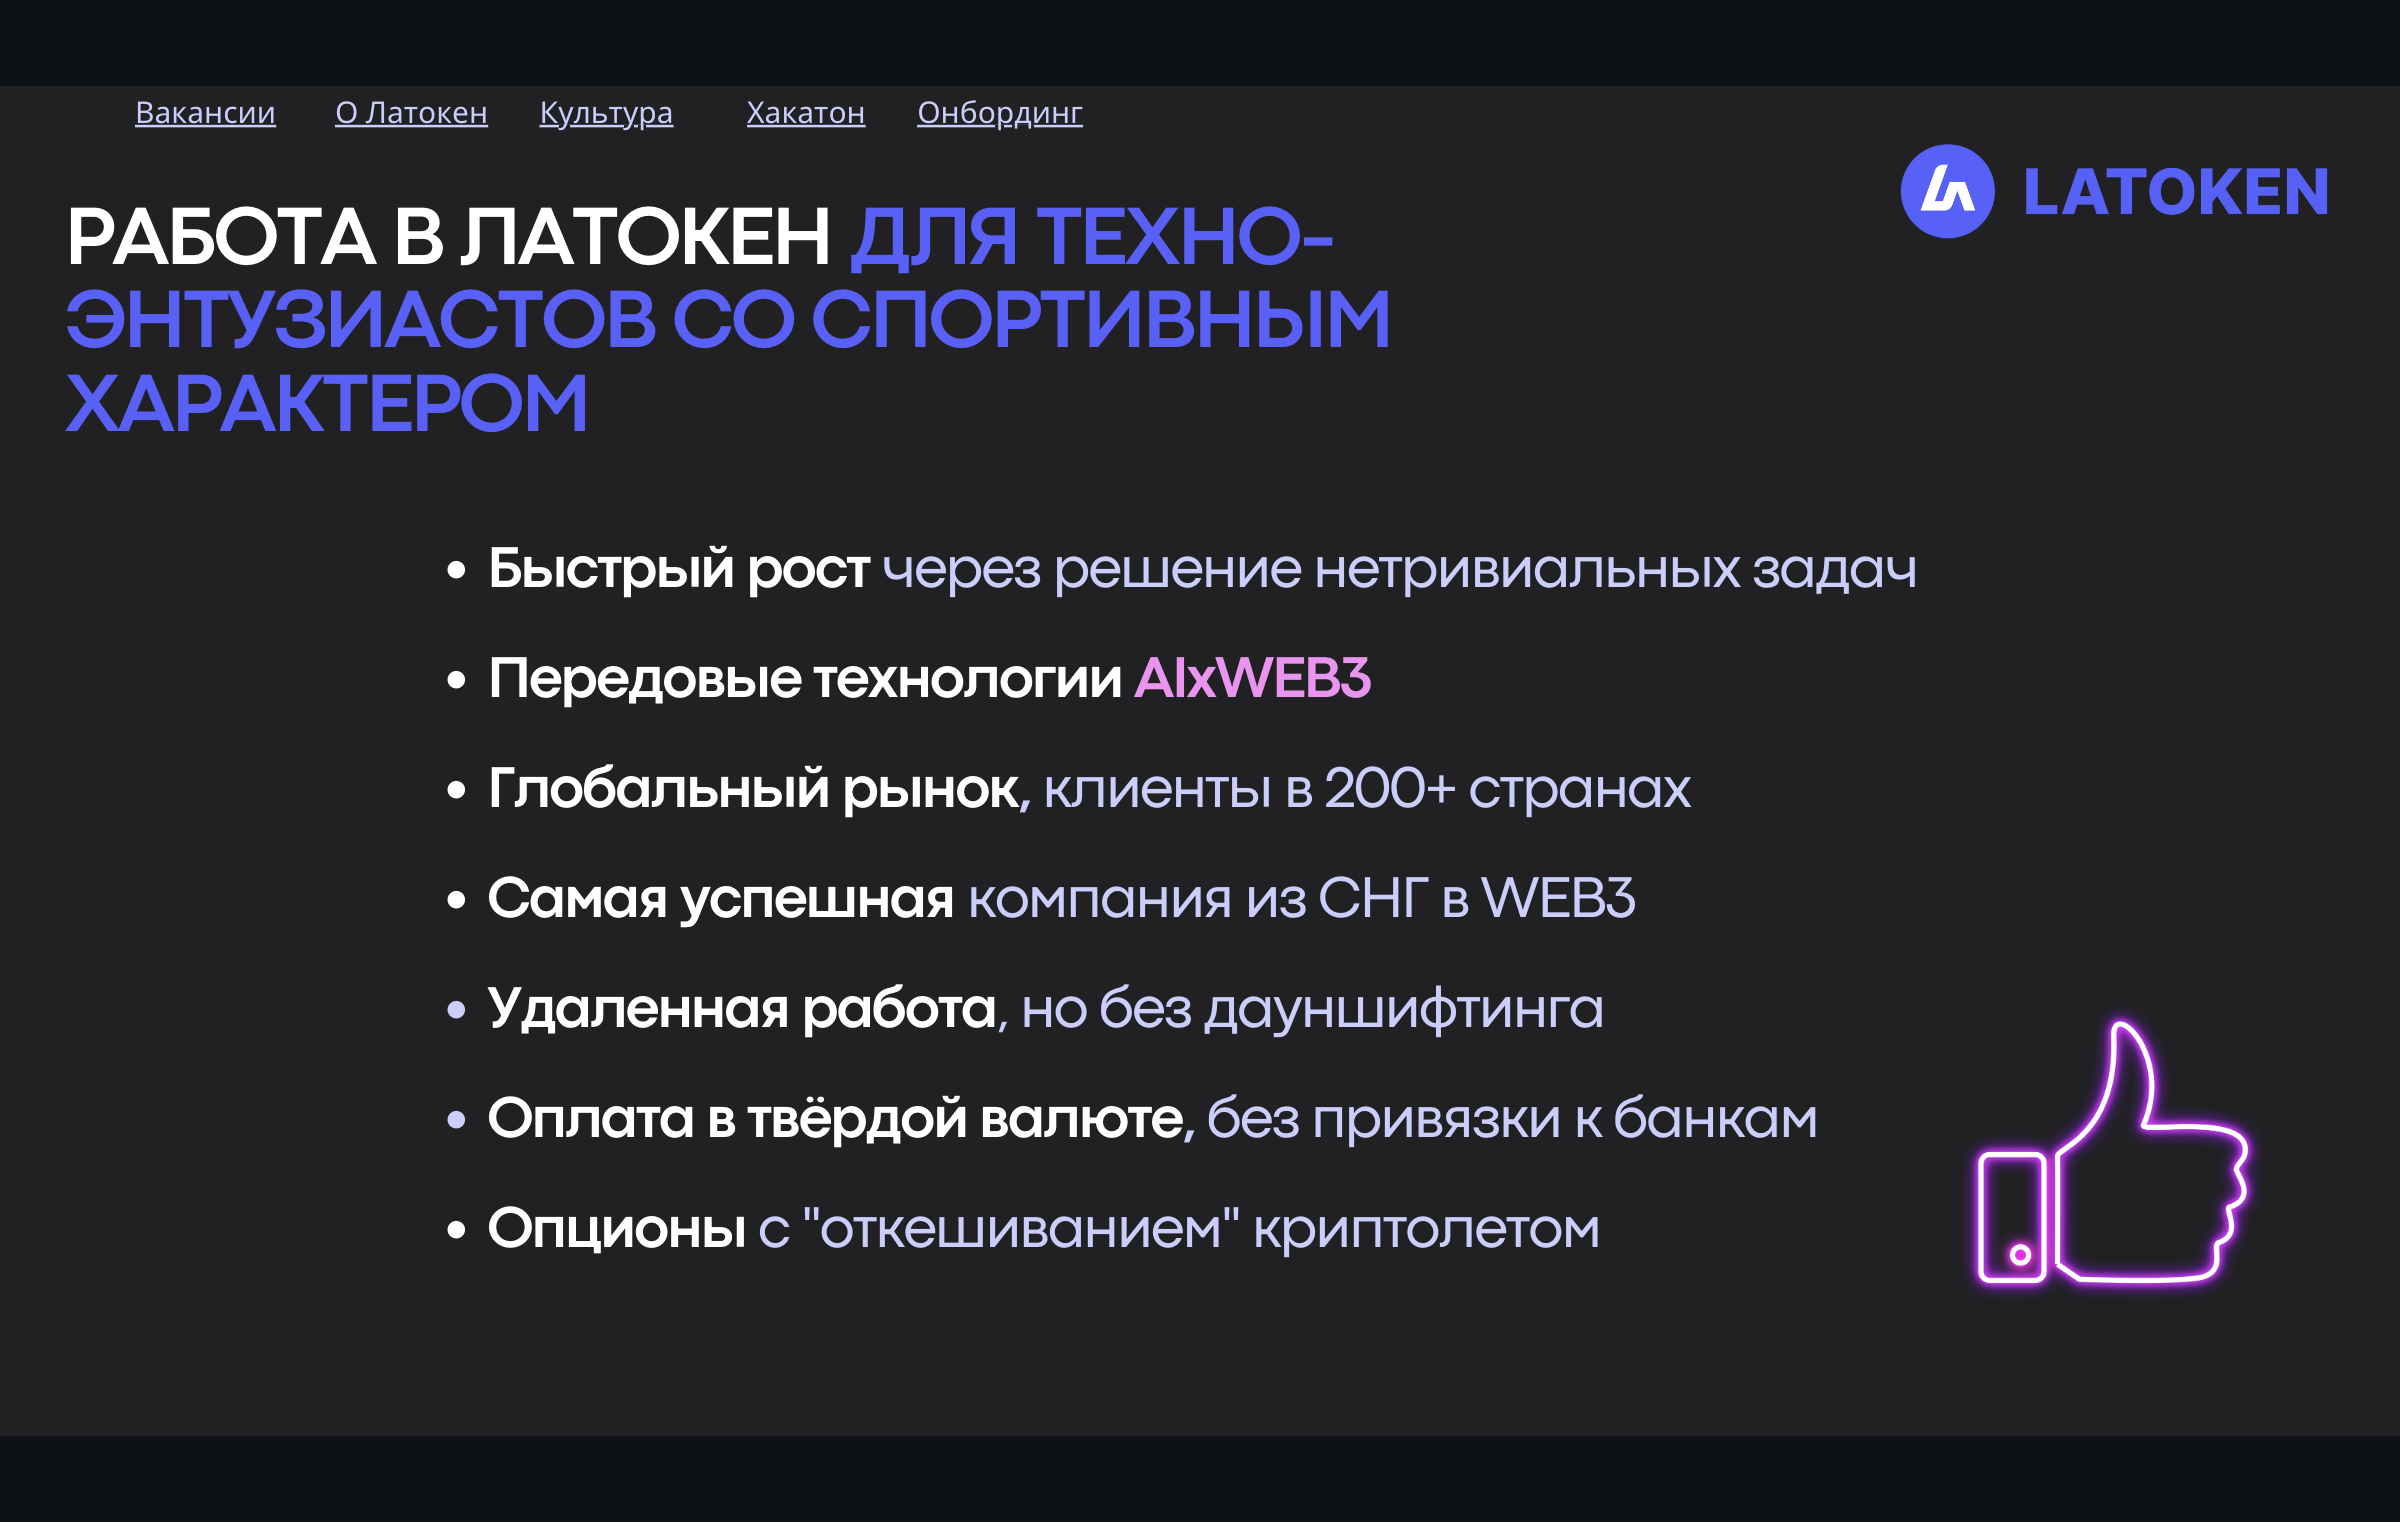 Вакансии О Латокен Культура Хакатон Онбординг
LATOKEN
РАБОТА В ЛАТОКЕН ДЛЯ ТЕХНО-
ЭНТУЗИАСТОВ СО СПОРТИВНЫМ
ХАРАКТЕРОМ
• Быстрый рост через решение нетривиальных задач
• Передовые технологии AIxWEB3
• Глобальный рынок, клиенты в 200+ странах
• Самая успешная компания из СНГ в WEB3
• Удаленная работа, но без дауншифтинга
• Оплата в твёрдой валюте, без привязки к банкам
• Опционы с "откешиванием" криптолетом